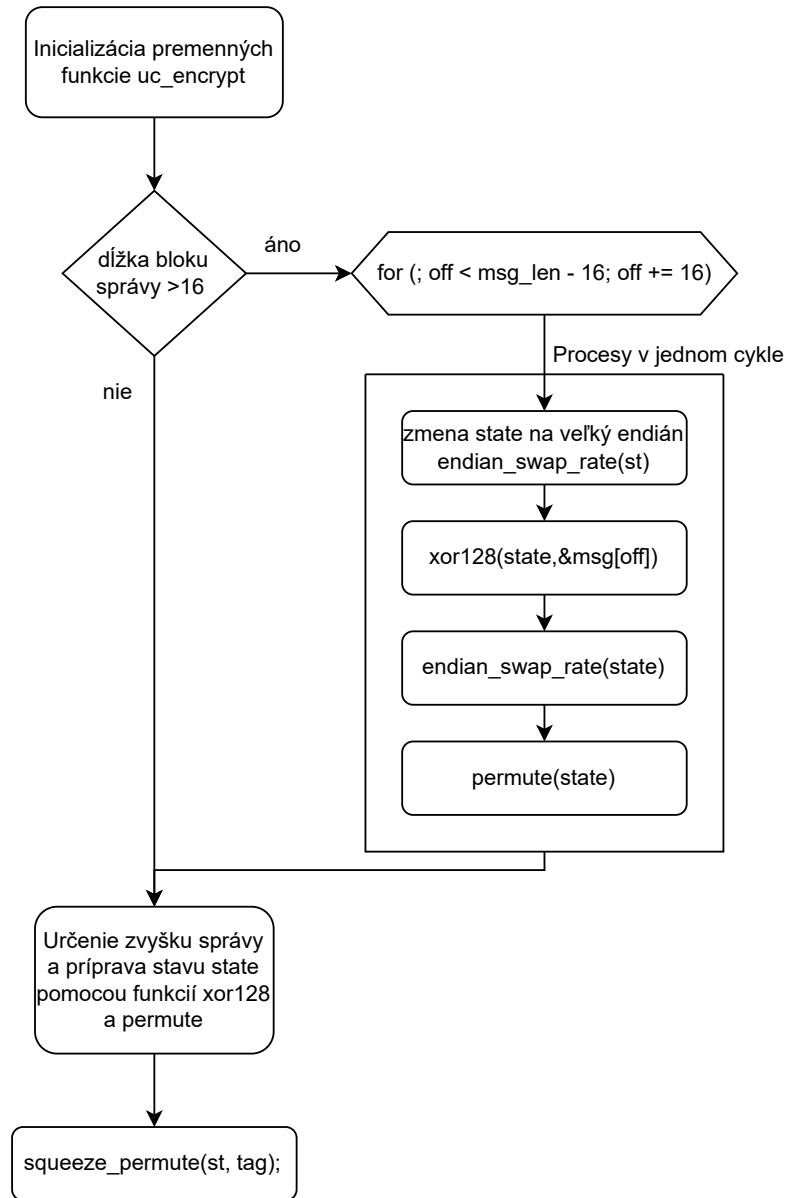 Inicializácia premenných
funkcie uc_encrypt
dĺžka bloku
správy >16
áno
for (; off < msg_len - 16; off += 16)
Procesy v jednom cykle
nie
zmena state na veľký endián
endian_swap_rate(st)
xor128(state,&msg[off])
endian_swap_rate(state)
permute(state)
Určenie zvyšku správy
a príprava stavu state
pomocou funkcií xor128
a permute
squeeze_permute(st, tag);